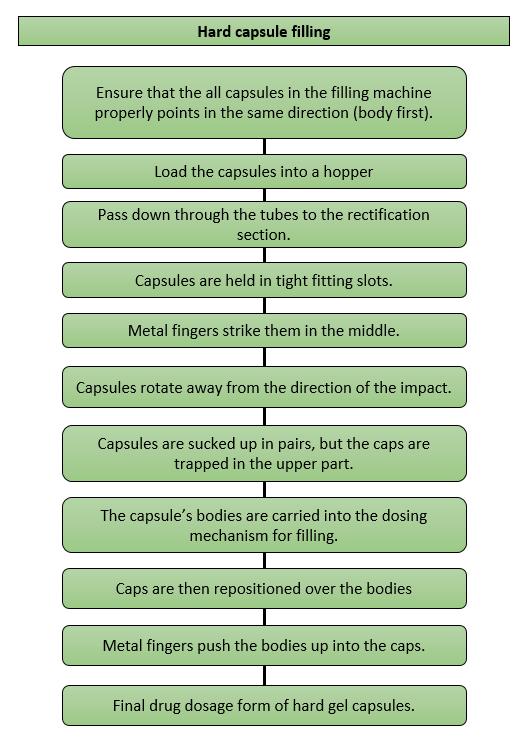 Hard capsule filling
Ensure that the all capsules in the filling machine
properly points in the same direction (body first).
Load the capsules into a hopper
Pass down through the tubes to the rectification
section.
Capsules are held in tight fitting slots.
Metal fingers strike them in the middle.
Capsules rotate away from the direction of the impact.
Capsules are sucked up in pairs, but the caps are
trapped in the upper part.
The capsule’s bodies are carried into the dosing
mechanism for filling.
Caps are then repositioned over the bodies
Metal fingers push the bodies up into the caps.
Final drug dosage form of hard gel capsules.